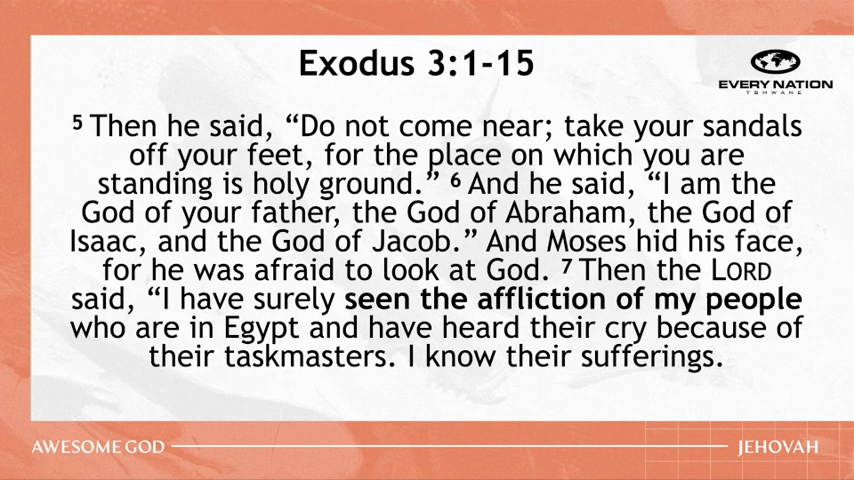 Exodus 3:1-15
EVERY NATION
TSHWANE
5 Then he said, “Do not come near; take your sandals
off your feet, for the place on which you are
standing is holy ground.” 6 And he said, “I am the
God of your father, the God of Abraham, the God of
Isaac, and the God of Jacob.” And Moses hid his face,
for he was afraid to look at God. 7 Then the LORD
said, “I have surely seen the affliction of my people
who are in Egypt and have heard their cry because of
their taskmasters. I know their sufferings.
AWESOME GOD
JEHOVAH